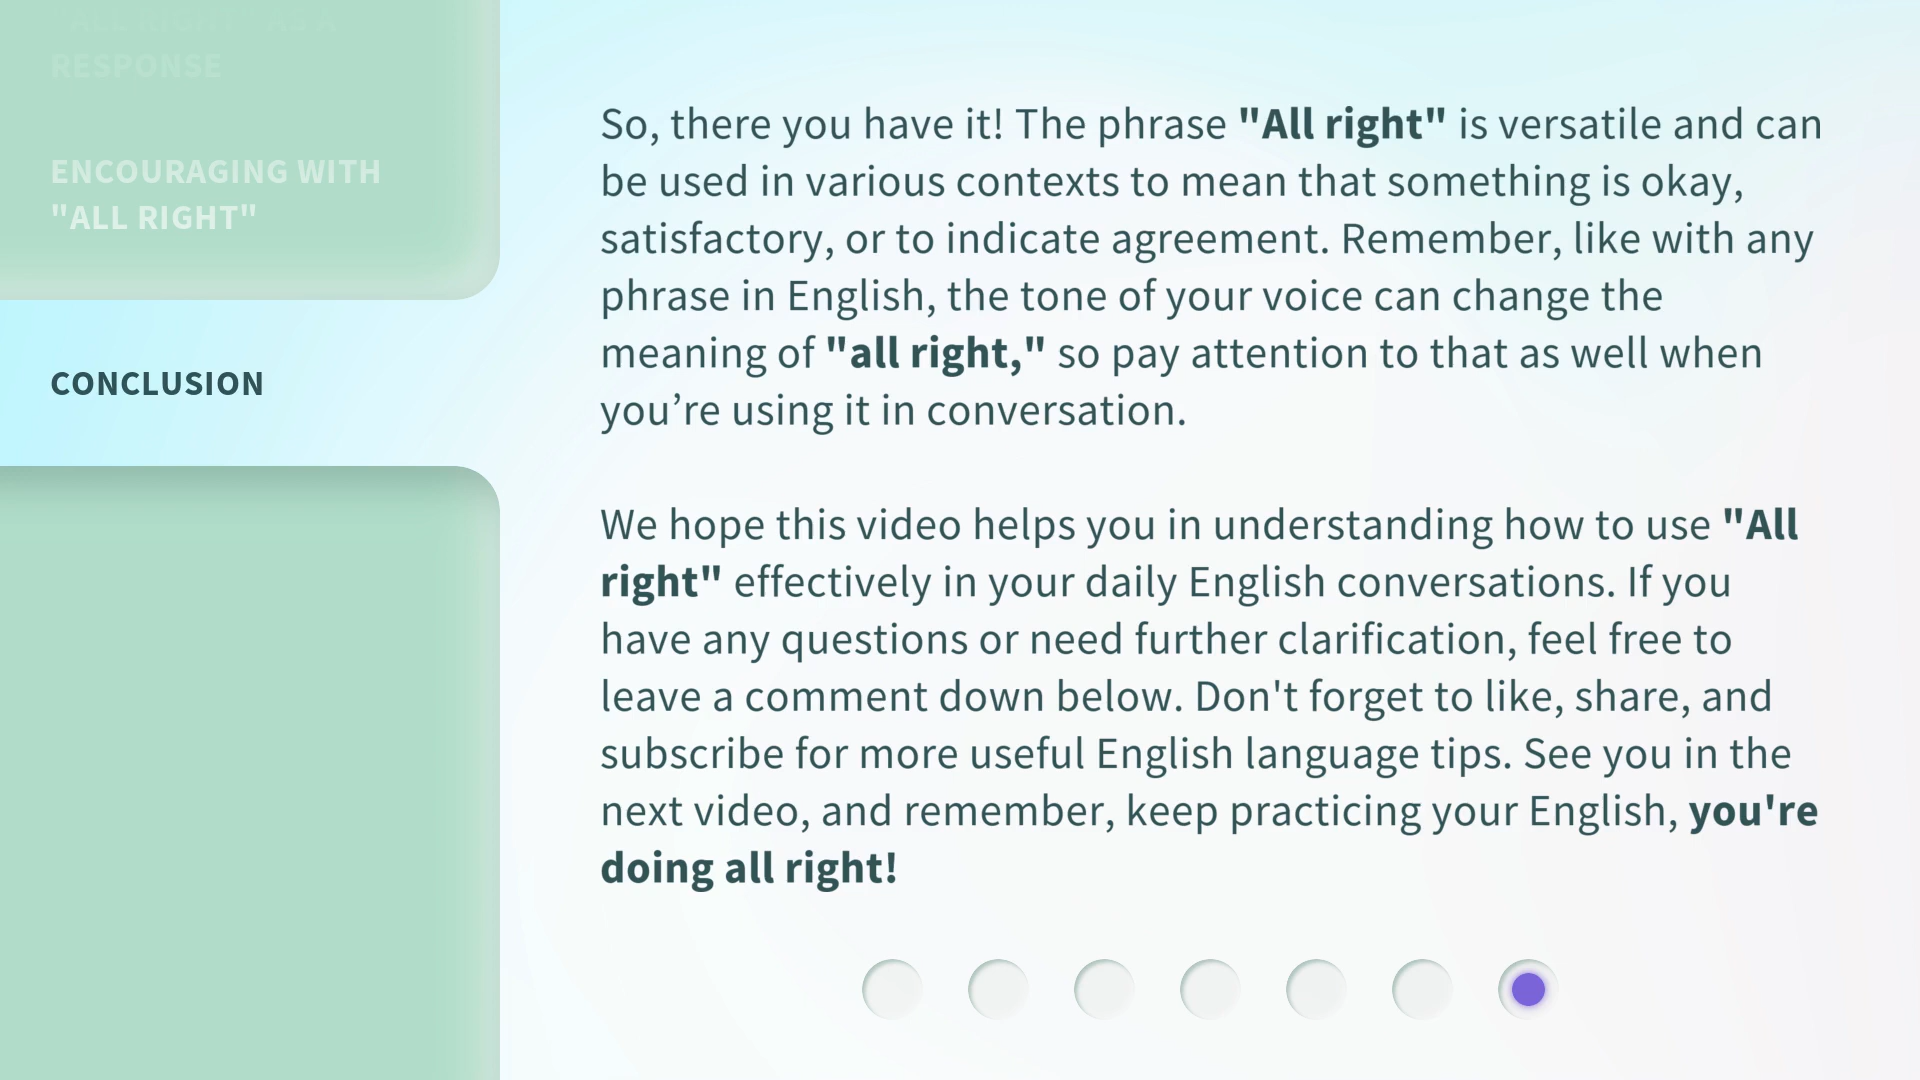 "ALL RIGHT" AS A
RESPONSE
ENCOURAGING WITH
"ALL RIGHT"
CONCLUSION
So, there you have it! The phrase "All right" is versatile and can
be used in various contexts to mean that something is okay,
satisfactory, or to indicate agreement. Remember, like with any
phrase in English, the tone of your voice can change the
meaning of "all right," so pay attention to that as well when
you’re using it in conversation.
We hope this video helps you in understanding how to use "All
right" effectively in your daily English conversations. If you
have any questions or need further clarification, feel free to
leave a comment down below. Don't forget to like, share, and
subscribe for more useful English language tips. See you in the
next video, and remember, keep practicing your English, you're
doing all right!